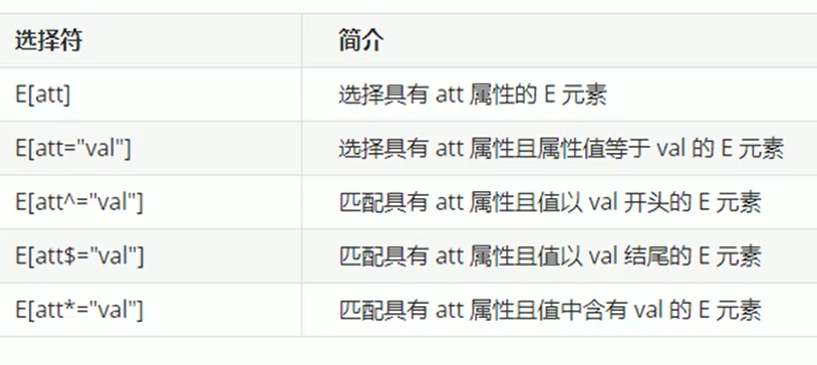 选择符 简介
E[att] 选择具有 att 属性的 E 元素
E[att="val"] 选择具有 att 属性且属性值等于 val 的 E 元素
E[att^="val"] 匹配具有 att 属性且值以 val 开头的 E 元素
E[att$="val"] 匹配具有 att 属性且值以 val 结尾的 E 元素
E[att*="val"] 匹配具有 att 属性且值中含有 val 的 E 元素